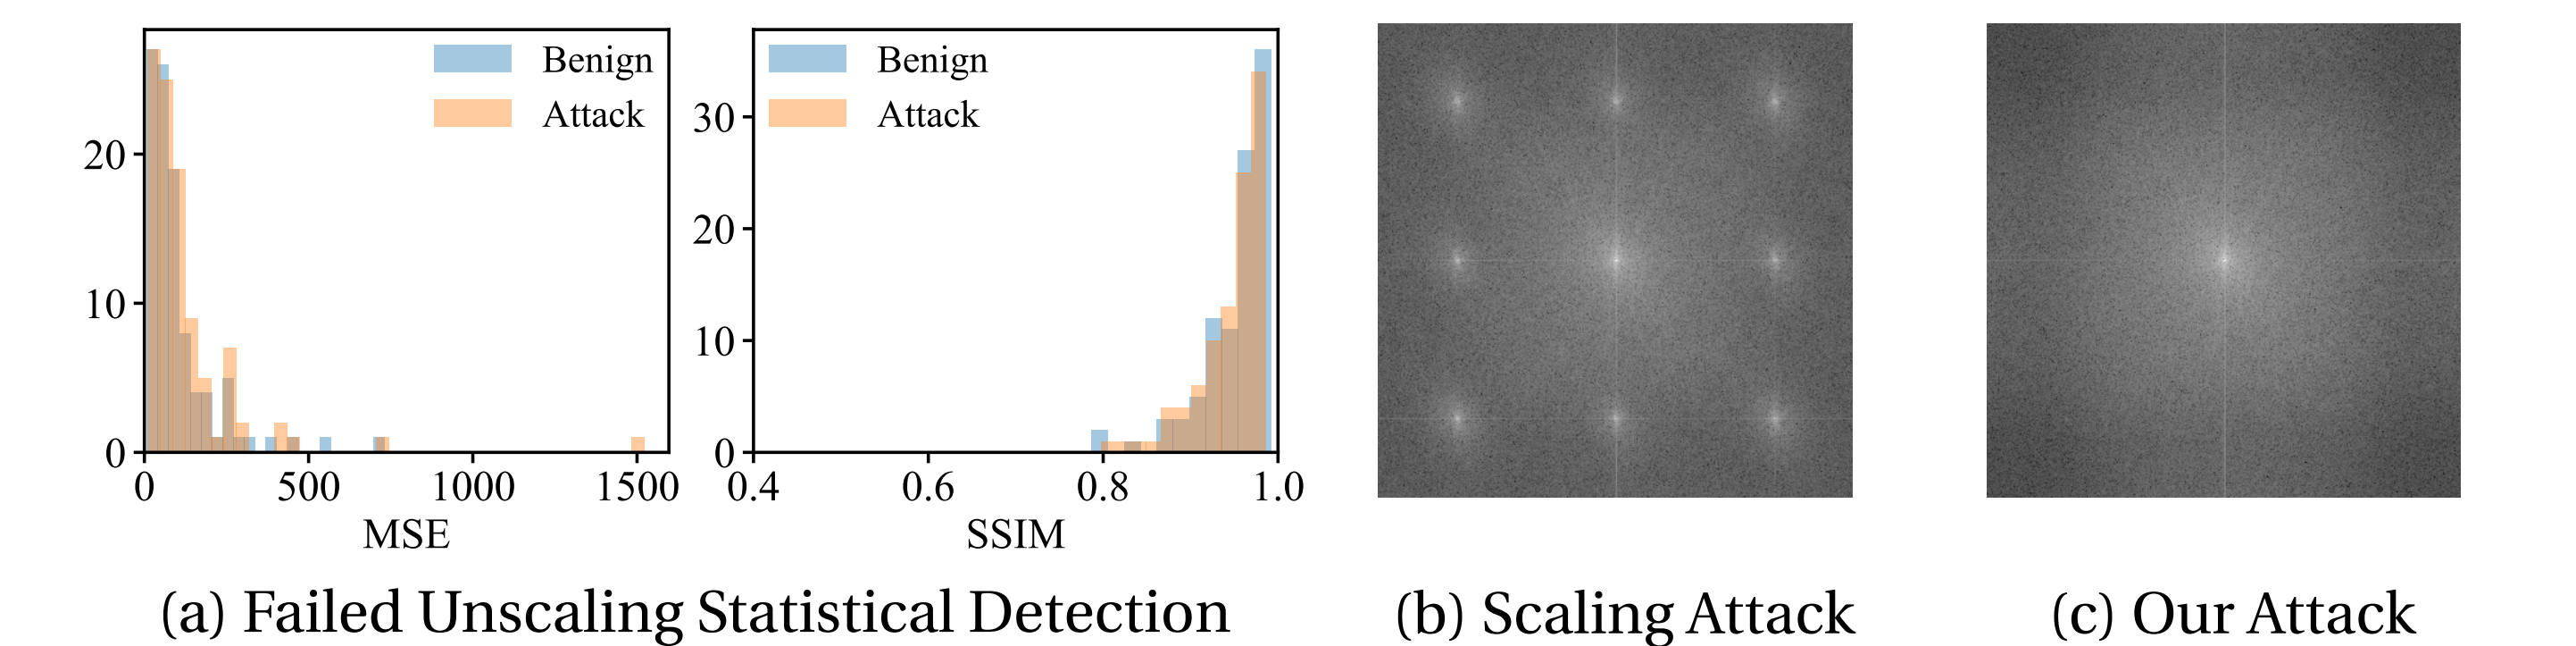 Benign
Attack
20
10
0
0 500 1000 1500
MSE
Benign
Attack
30
20
10
0
0.4 0.6 0.8 1.0
SSIM
(a) Failed Unscaling Statistical Detection
(b) Scaling Attack
(c) Our Attack